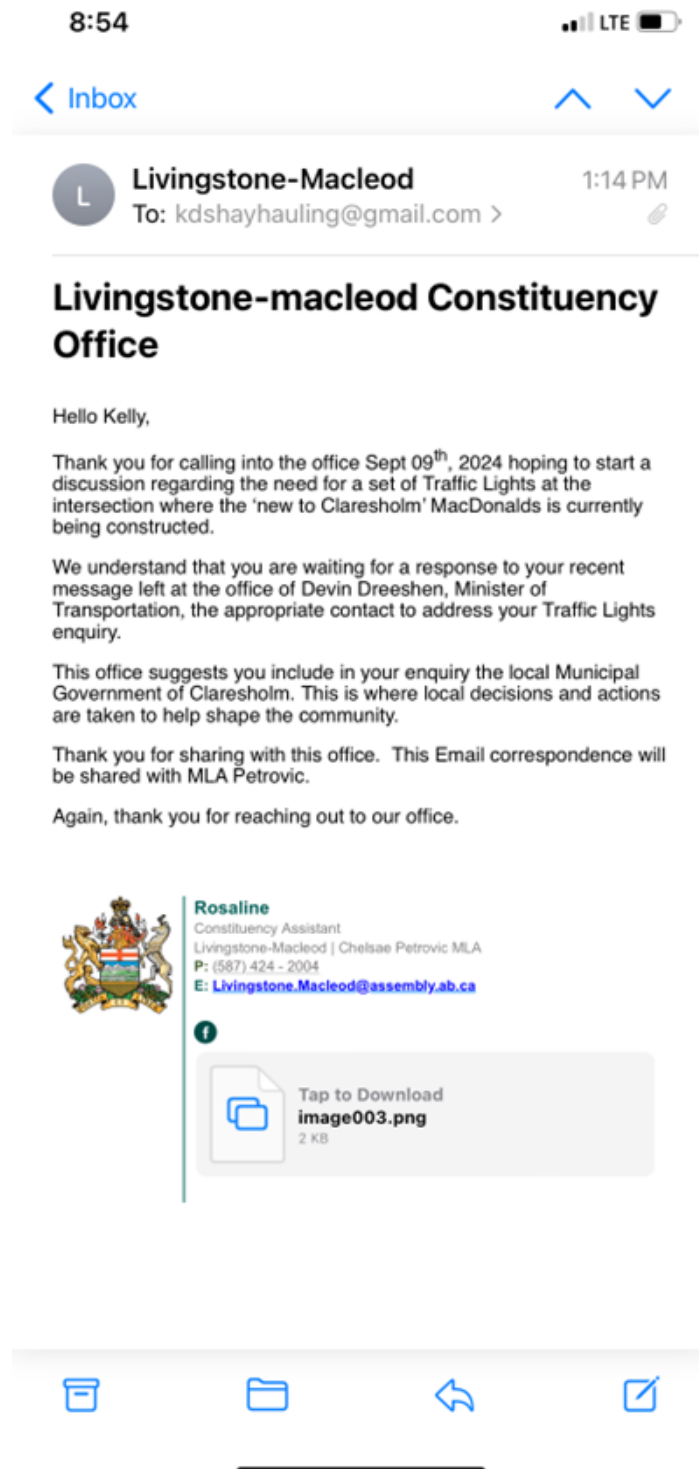 8:54
LTE
Inbox
L
Livingstone-Macleod
1:14 PM
To: kdshayhauling@gmail.com >
Livingstone-macleod Constituency
Office
Hello Kelly,
Thank you for calling into the office Sept 09th, 2024 hoping to start a
discussion regarding the need for a set of Traffic Lights at the
intersection where the ‘new to Claresholm’ MacDonalds is currently
being constructed.
We understand that you are waiting for a response to your recent
message left at the office of Devin Dreeshen, Minister of
Transportation, the appropriate contact to address your Traffic Lights
enquiry.
This office suggests you include in your enquiry the local Municipal
Government of Claresholm. This is where local decisions and actions
are taken to help shape the community.
Thank you for sharing with this office.  This Email correspondence will
be shared with MLA Petrovic.
Again, thank you for reaching out to our office.
Rosaline
Constituency Assistant
Livingstone-Macleod | Chelsae Petrovic MLA
P: (587) 424 - 2004
E: Livingstone.Macleod@assembly.ab.ca
f
Tap to Download
image003.png
2 KB